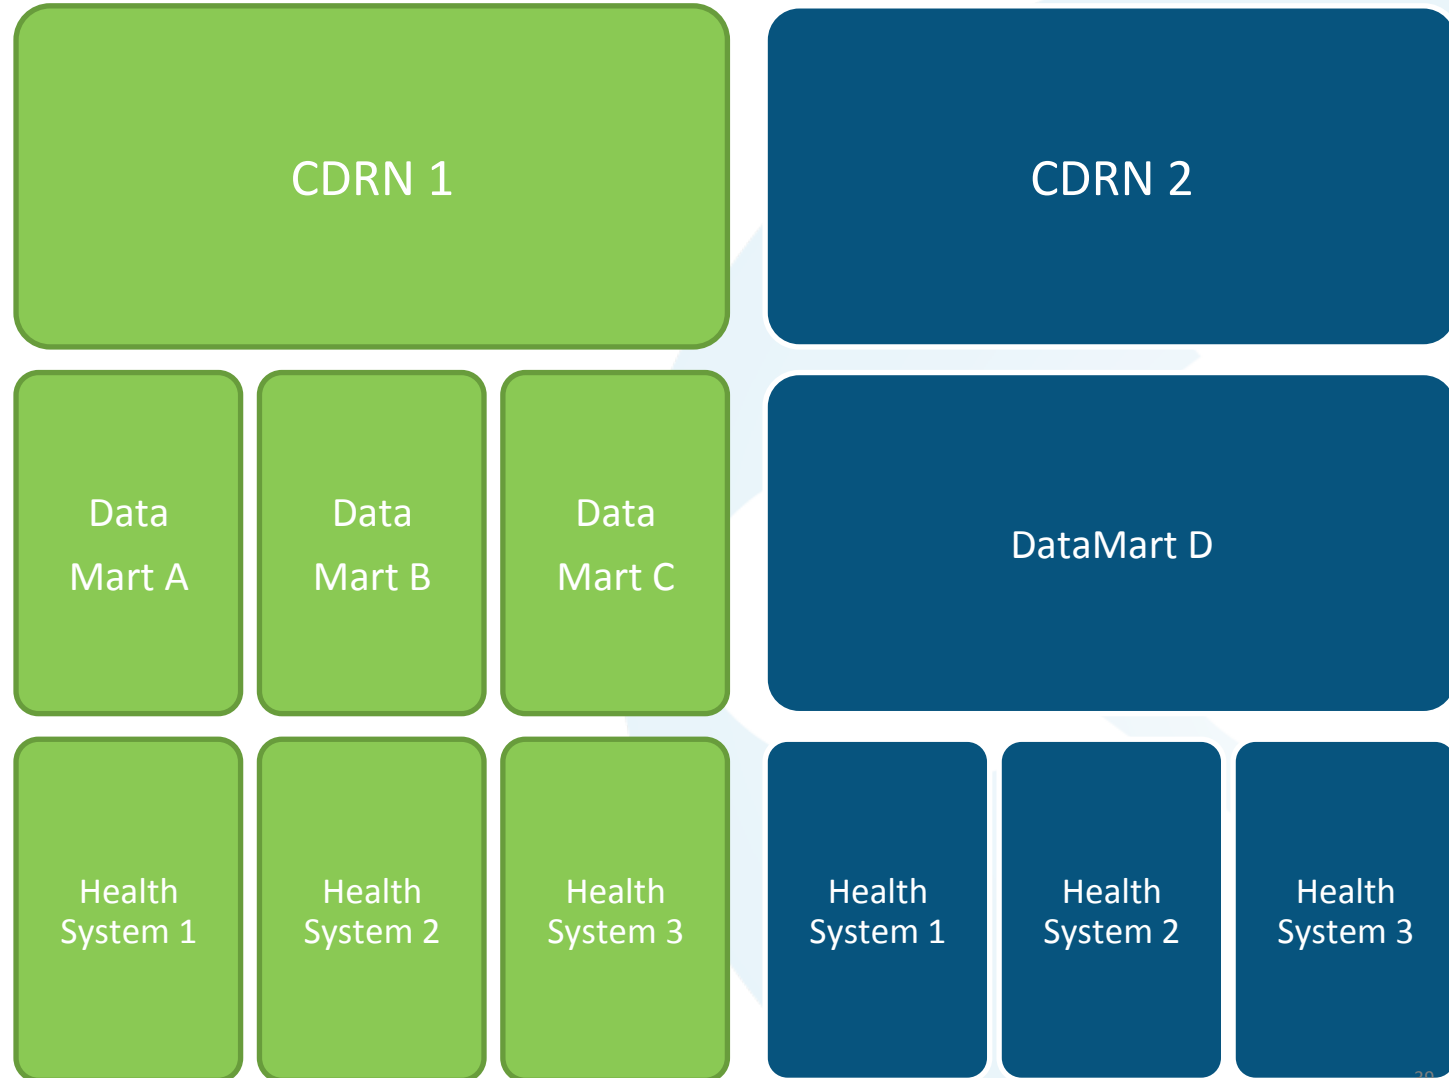 CDRN 1
CDRN 2
Data
Mart A
Data
Mart B
Data
Mart C
DataMart D
Health
System 1
Health
System 2
Health
System 3
Health
System 1
Health
System 2
Health
System 3